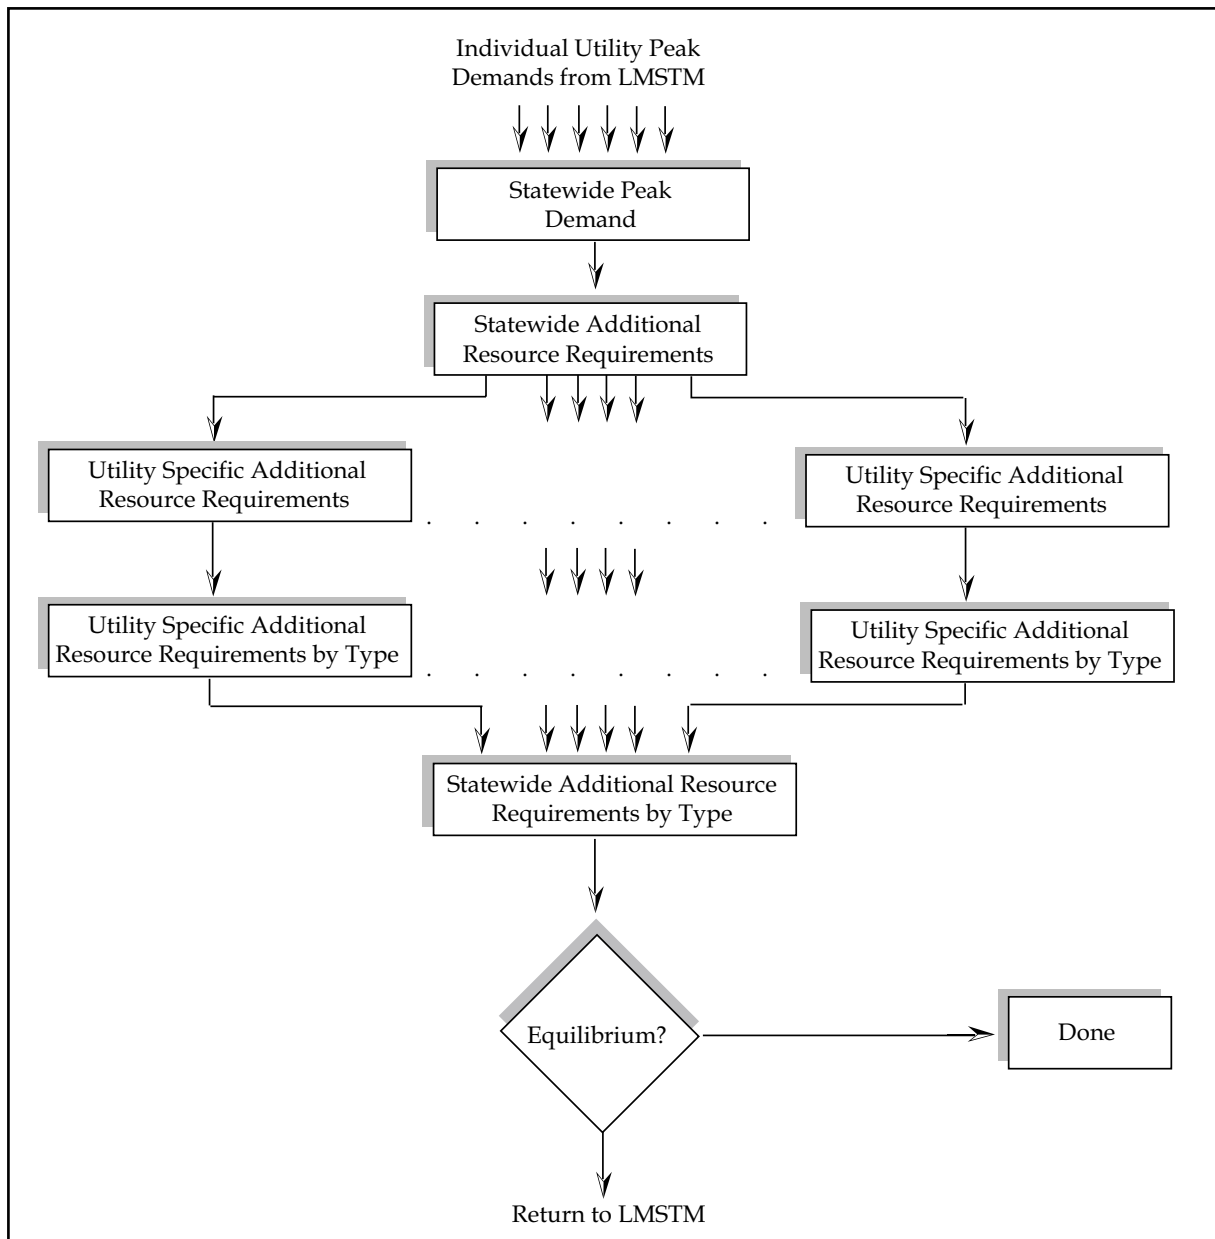 Individual Utility Peak
Demands from LMSTM
Statewide Peak
Demand
Statewide Additional
Resource Requirements
Utility Specific Additional
Resource Requirements
Utility Specific Additional
Resource Requirements
. . . . . . . .
Utility Specific Additional
Resource Requirements by Type
Utility Specific Additional
Resource Requirements by Type
. . . . . . . .
Statewide Additional Resource
Requirements by Type
Equilibrium?
Done
Return to LMSTM